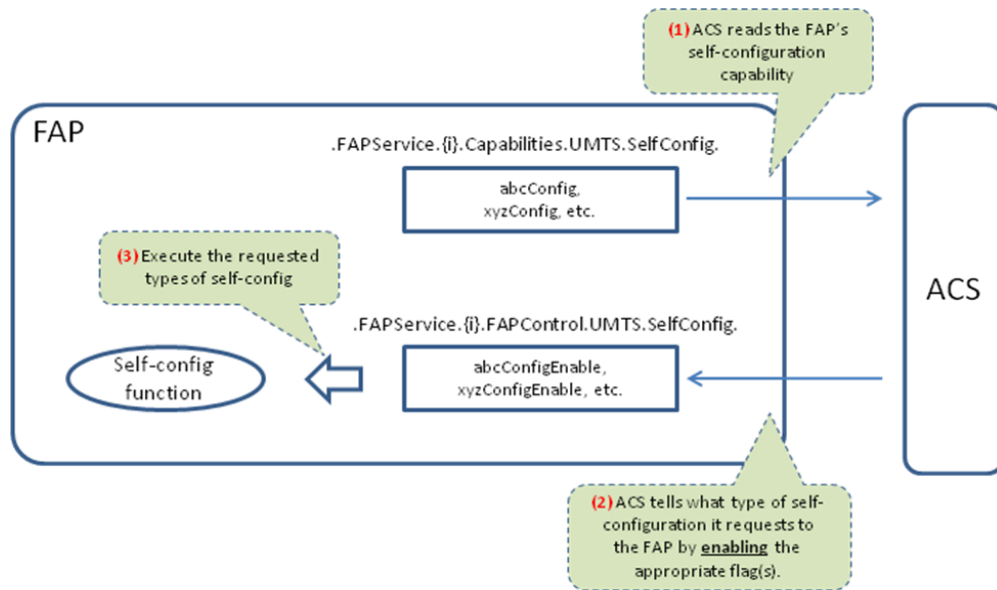 (1) ACS reads the FAP's
self-configuration
capability
FAP
.FAPService.{i}.Capabilities.UMTS.SelfConfig.
abcConfig,
xyzConfig, etc.
ACS
(3) Execute the requested
types of self-config
.FAPService.{i}.FAPControl.UMTS.SelfConfig.
abcConfigEnable,
xyzConfigEnable, etc.
Self-config
function
(2) ACS tells what type of self-
configuration it requests to
the FAP by enabling the
appropriate flag(s).